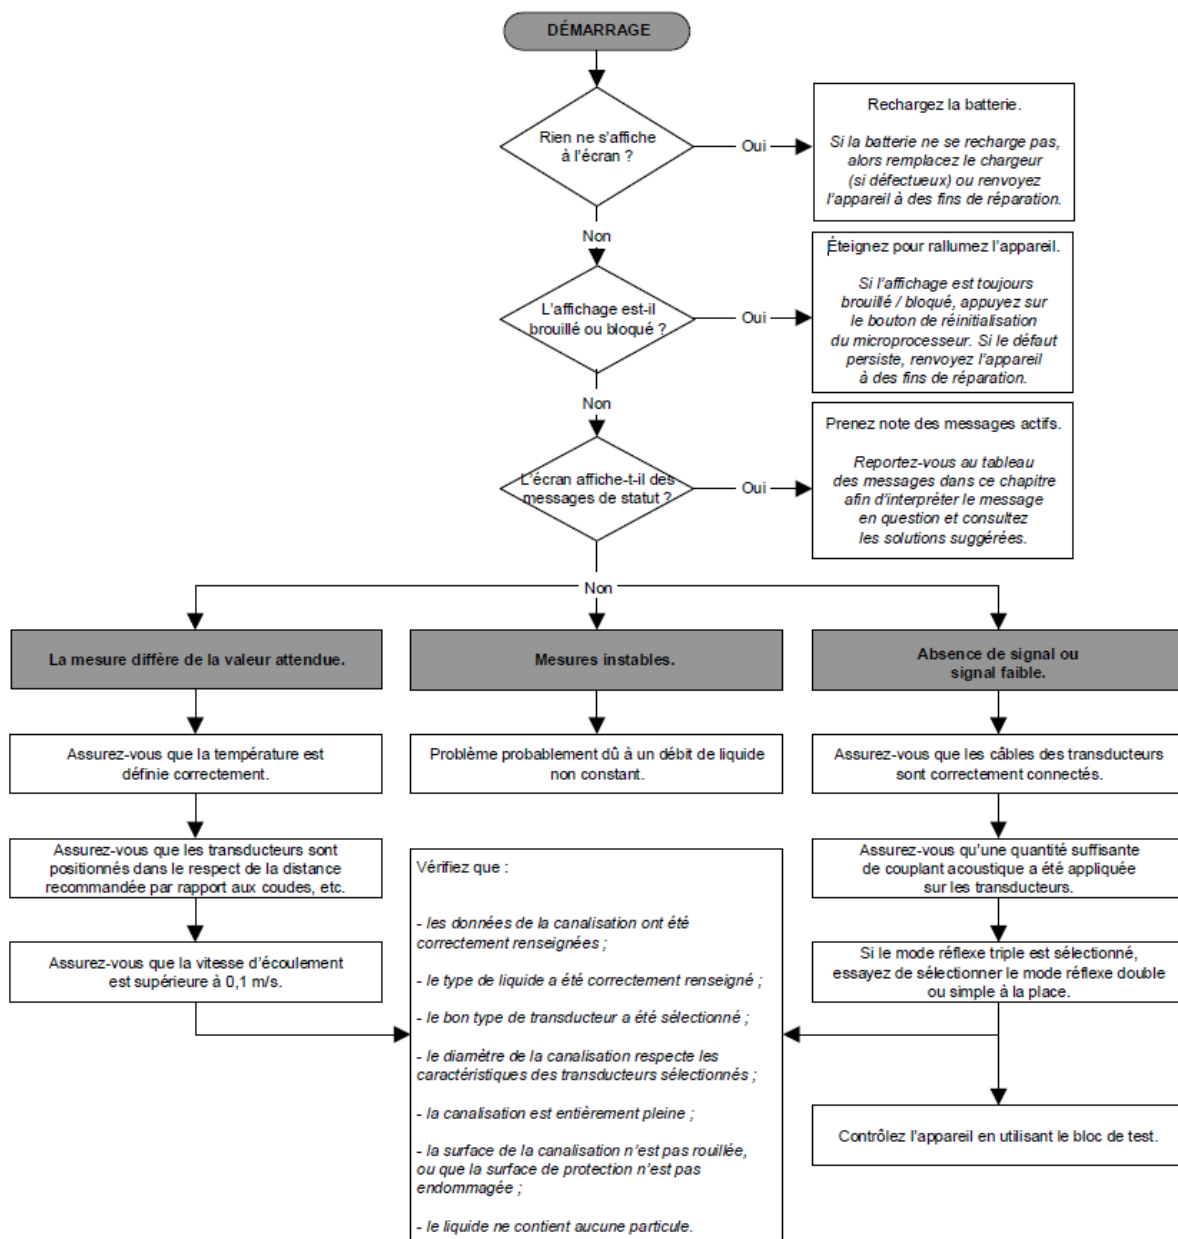 DÉMARRAGE
Rien ne s'affiche
à l'écran ?
Oui
Rechargez la batterie.
Si la batterie ne se recharge pas,
alors remplacez le chargeur
(si défectueux) ou renvoyez
l'appareil à des fins de réparation.
Non
L'affichage est-il
brouillé ou bloqué ?
Oui
Éteignez pour rallumez l'appareil.
Si l'affichage est toujours
brouillé / bloqué, appuyez sur
le bouton de réinitialisation
du microprocesseur. Si le défaut
persiste, renvoyez l'appareil
à des fins de réparation.
Non
L'écran affiche-t-il des
messages de statut ?
Oui
Prenez note des messages actifs.
Reportez-vous au tableau
des messages dans ce chapitre
afin d'interpréter le message
en question et consultez
les solutions suggérées.
Non
La mesure diffère de la valeur attendue.
Assurez-vous que la température est
définie correctement.
Assurez-vous que les transducteurs sont
positionnés dans le respect de la distance
recommandée par rapport aux coudes, etc.
Assurez-vous que la vitesse d'écoulement
est supérieure à 0,1 m/s.
Mesures instables.
Problème probablement dû à un débit de liquide
non constant.
Vérifiez que :
- les données de la canalisation ont été
correctement renseignées ;
- le type de liquide a été correctement renseigné ;
- le bon type de transducteur a été sélectionné ;
- le diamètre de la canalisation respecte les
caractéristiques des transducteurs sélectionnés ;
- la canalisation est entièrement pleine ;
- la surface de la canalisation n'est pas rouillée,
ou que la surface de protection n'est pas
endommagée ;
- le liquide ne contient aucune particule.
Absence de signal ou
signal faible.
Assurez-vous que les câbles des transducteurs
sont correctement connectés.
Assurez-vous qu'une quantité suffisante
de couplant acoustique a été appliquée
sur les transducteurs.
Si le mode réflexe triple est sélectionné,
essayez de sélectionner le mode réflexe double
ou simple à la place.
Contrôlez l'appareil en utilisant le bloc de test.